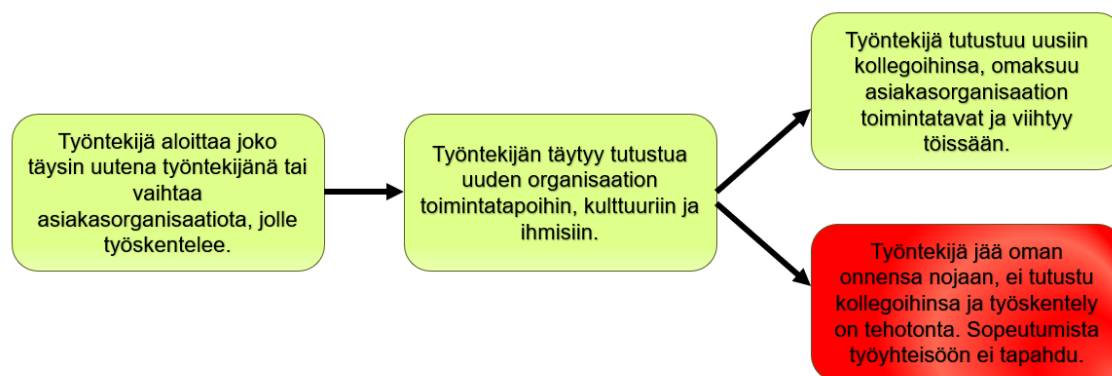 Työntekijä aloittaa joko
täysin uutena työntekijänä tai
vaihtaa
asiakasorganisaatiota, jolle
työskentelee.
Työntekijän täytyy tutustua
uuden organisaation
toimintatapoihin, kulttuuriin ja
ihmisiin.
Työntekijä tutustuu uusiin
kollegoihinsa, omaksuu
asiakasorganisaation
toimintatavat ja viihtyy
töissään.
Työntekijä jää oman
onnensa nojaan, ei tutustu
kollegoihinsa ja työskentely
on tehotonta. Sopeutumista
työyhteisöön ei tapahdu.